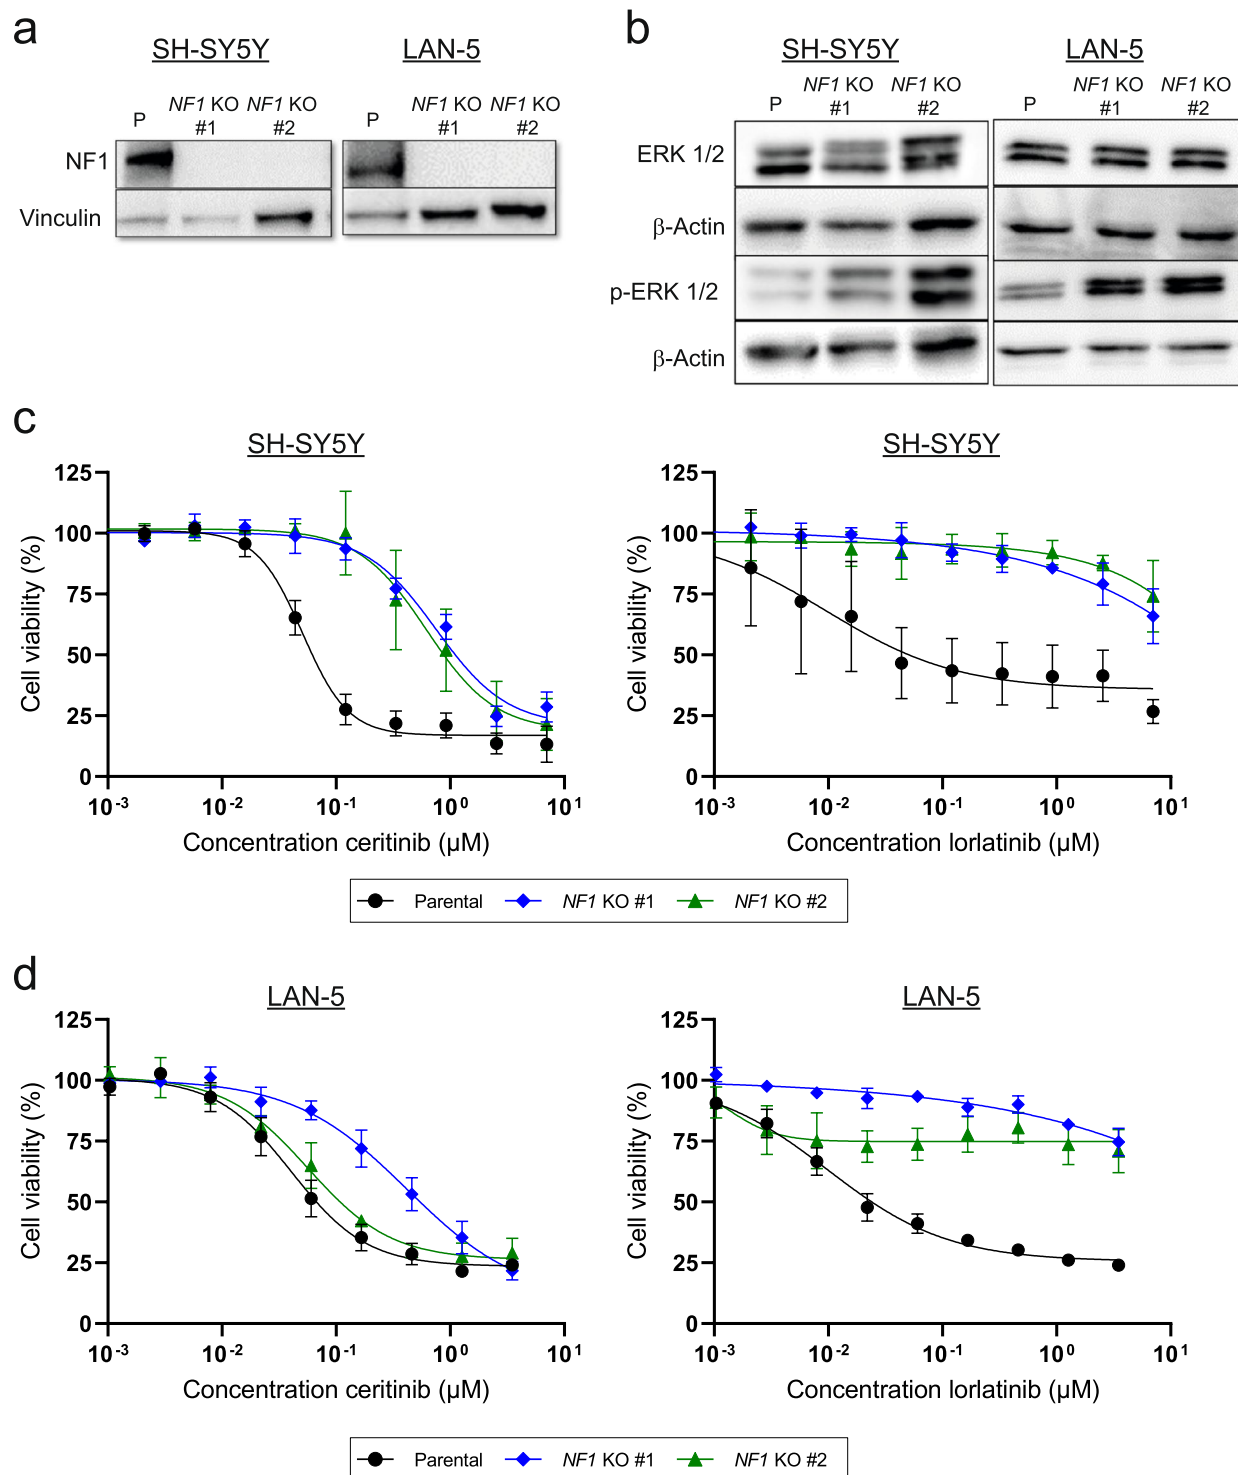 a
SH-SY5Y
LAN-5
P
NF1 KO
#1
NF1 KO
#2
P
NF1 KO
#1
NF1 KO
#2
NF1
Vinculin
b
SH-SY5Y
LAN-5
P
NF1 KO
#1
NF1 KO
#2
P
NF1 KO
#1
NF1 KO
#2
ERK 1/2
β-Actin
p-ERK 1/2
β-Actin
c
SH-SY5Y
Cell viability (%)
125
100
75
50
25
0
10⁻³ 10⁻² 10⁻¹ 10⁰ 10¹
Concentration ceritinib (µM)
SH-SY5Y
Cell viability (%)
125
100
75
50
25
0
10⁻³ 10⁻² 10⁻¹ 10⁰ 10¹
Concentration lorlatinib (µM)
Parental NF1 KO #1 NF1 KO #2
d
LAN-5
Cell viability (%)
125
100
75
50
25
0
10⁻³ 10⁻² 10⁻¹ 10⁰ 10¹
Concentration ceritinib (µM)
LAN-5
Cell viability (%)
125
100
75
50
25
0
10⁻³ 10⁻² 10⁻¹ 10⁰ 10¹
Concentration lorlatinib (µM)
Parental NF1 KO #1 NF1 KO #2